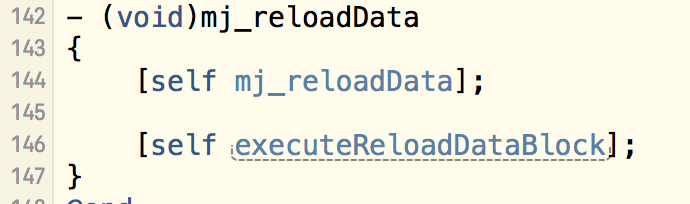 142 - (void)mj_reloadData
143 {
144 [self mj_reloadData];
145
146 [self executeReloadDataBlock];
147 }